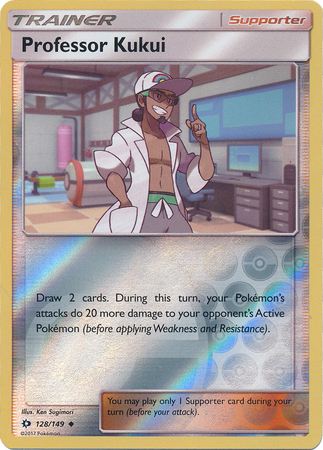 TRAINER Supporter
Professor Kukui
Draw 2 cards. During this turn, your Pokémon's
attacks do 20 more damage to your opponent's Active
Pokémon (before applying Weakness and Resistance).
You may play only 1 Supporter card during your
turn (before your attack).
Illus. Ken Sugimori
128/149
©2017 Pokémon